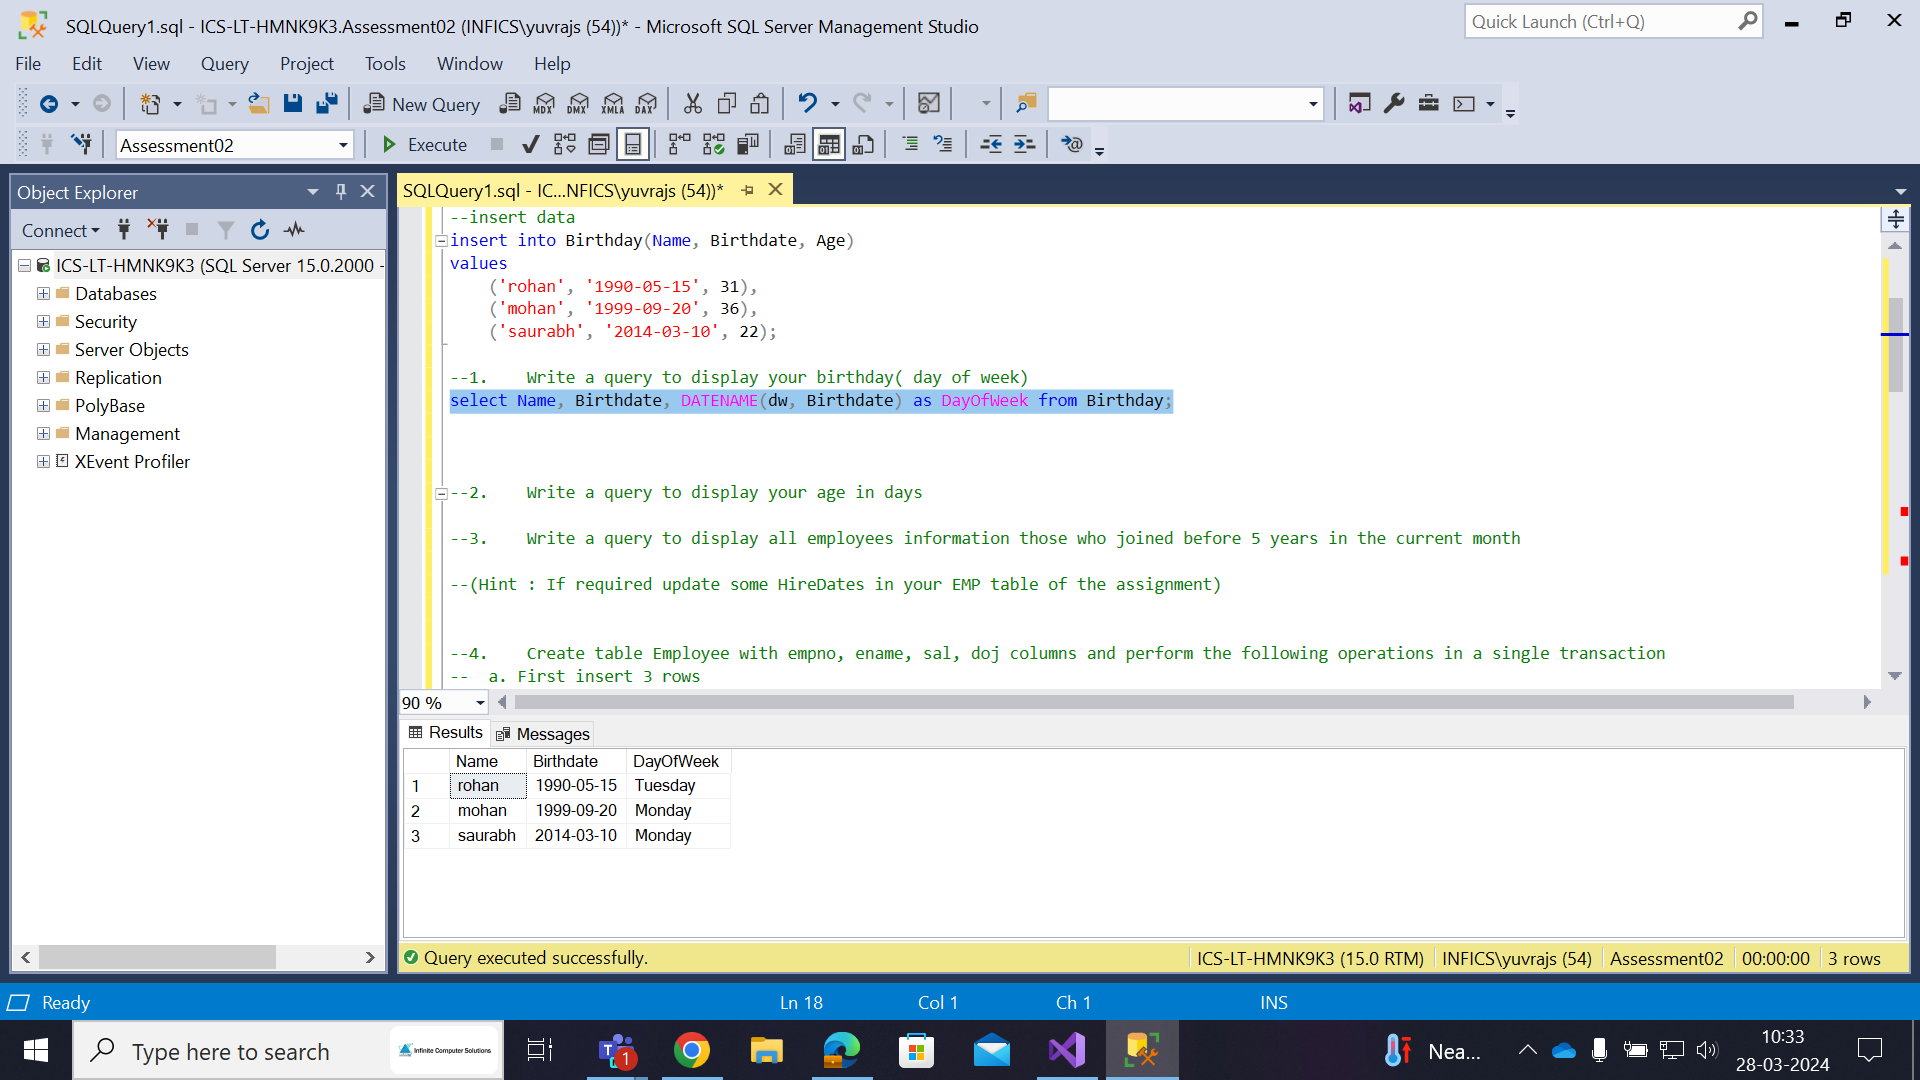 SQLQuery1.sql - ICS-LT-HMNK9K3.Assessment02 (INFICS\yuvrajs (54))* - Microsoft SQL Server Management Studio
Quick Launch (Ctrl+Q)
File Edit View Query Project Tools Window Help
New Query MDX DMX XMLA DAX
Assessment02 Execute
Object Explorer
SQLQuery1.sql - IC...NFICS\yuvrajs (54))*
Connect
ICS-LT-HMNK9K3 (SQL Server 15.0.2000 -
Databases
Security
Server Objects
Replication
PolyBase
Management
XEvent Profiler
--insert data
insert into Birthday(Name, Birthdate, Age)
values
('rohan', '1990-05-15', 31),
('mohan', '1999-09-20', 36),
('saurabh', '2014-03-10', 22);
--1. Write a query to display your birthday( day of week)
select Name, Birthdate, DATENAME(dw, Birthdate) as DayOfWeek from Birthday;
--2. Write a query to display your age in days
--3. Write a query to display all employees information those who joined before 5 years in the current month
--(Hint : If required update some HireDates in your EMP table of the assignment)
--4. Create table Employee with empno, ename, sal, doj columns and perform the following operations in a single transaction
-- a. First insert 3 rows
90 %
Results Messages
Name Birthdate DayOfWeek
1 rohan 1990-05-15 Tuesday
2 mohan 1999-09-20 Monday
3 saurabh 2014-03-10 Monday
Query executed successfully. ICS-LT-HMNK9K3 (15.0 RTM) INFICS\yuvrajs (54) Assessment02 00:00:00 3 rows
Ready Ln 18 Col 1 Ch 1 INS
Type here to search Infinite Computer Solutions 1 Nea... 10:33
28-03-2024